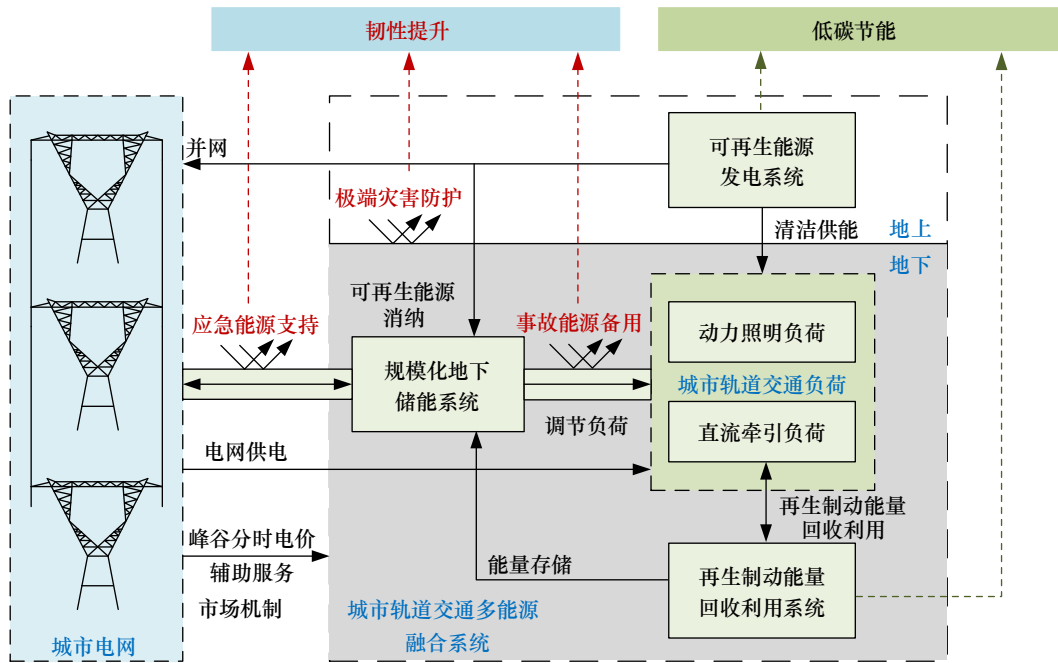 韧性提升
低碳节能
并网
可再生能源
发电系统
极端灾害防护
清洁供能
地上
地下
可再生能源
消纳
应急能源支持
事故能源备用
动力照明负荷
规模化地下
储能系统
城市轨道交通负荷
调节负荷
直流牵引负荷
电网供电
再生制动能量
回收利用
峰谷分时电价
辅助服务
市场机制
能量存储
再生制动能量
回收利用系统
城市轨道交通多能源
融合系统
城市电网